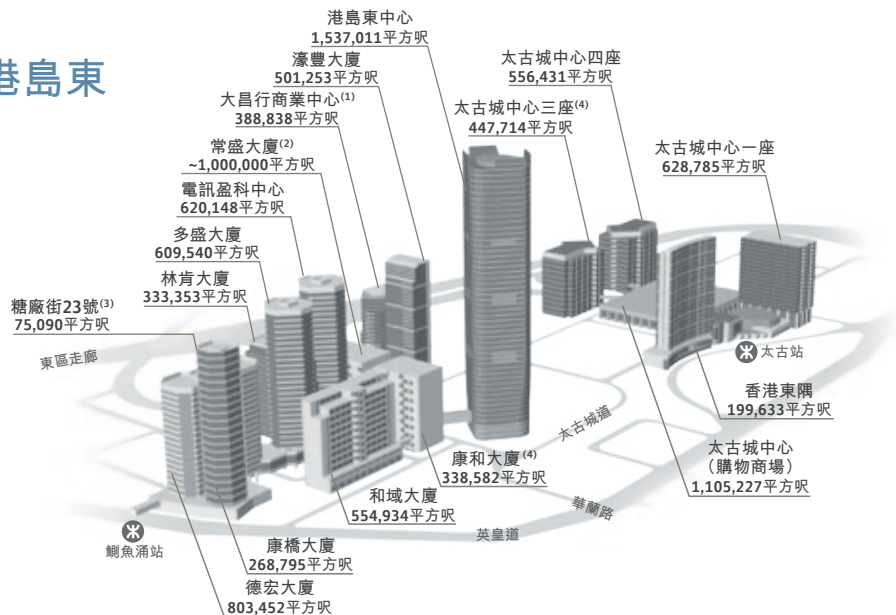 港島東
港島東中心
1,537,011平方呎
濠豐大廈
501,253平方呎
大昌行商業中心(1)
388,838平方呎
常盛大廈(2)
~1,000,000平方呎
電訊盈科中心
620,148平方呎
多盛大廈
609,540平方呎
林肯大廈
333,353平方呎
糖廠街23號(3)
75,090平方呎
太古城中心四座
556,431平方呎
太古城中心三座(4)
447,714平方呎
太古城中心一座
628,785平方呎
東區走廊
太古站
香港東隅
199,633平方呎
太古城道
太古城中心
（購物商場）
1,105,227平方呎
康和大廈(4)
338,582平方呎
華蘭路
和域大廈
554,934平方呎
英皇道
鰂魚涌站
康橋大廈
268,795平方呎
德宏大廈
803,452平方呎